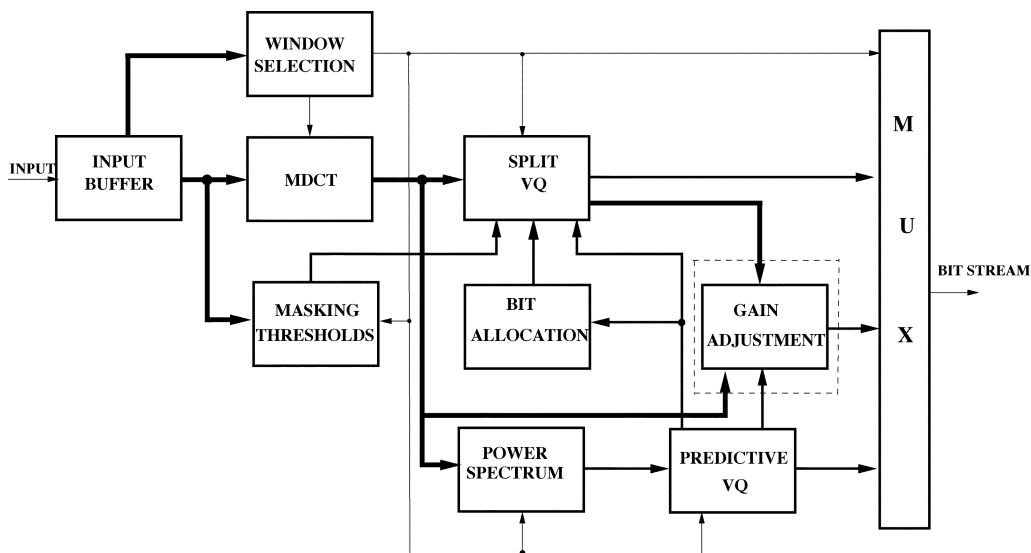 WINDOW
SELECTION
INPUT
INPUT
BUFFER
MDCT
SPLIT
VQ
M
U
X
BIT STREAM
MASKING
THRESHOLDS
BIT
ALLOCATION
GAIN
ADJUSTMENT
POWER
SPECTRUM
PREDICTIVE
VQ